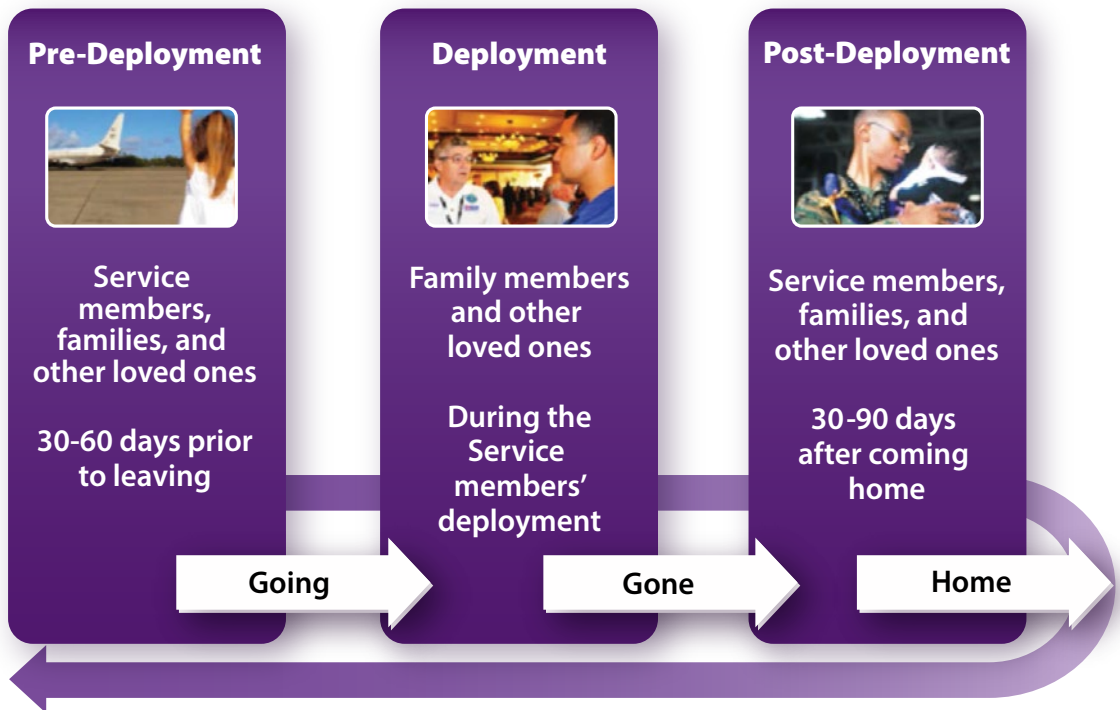 Pre-Deployment
Service
members,
families, and
other loved ones
30-60 days prior
to leaving
Deployment
Family members
and other
loved ones
During the
Service
members’
deployment
Post-Deployment
Service members,
families, and
other loved ones
30-90 days
after coming
home
Going
Gone
Home